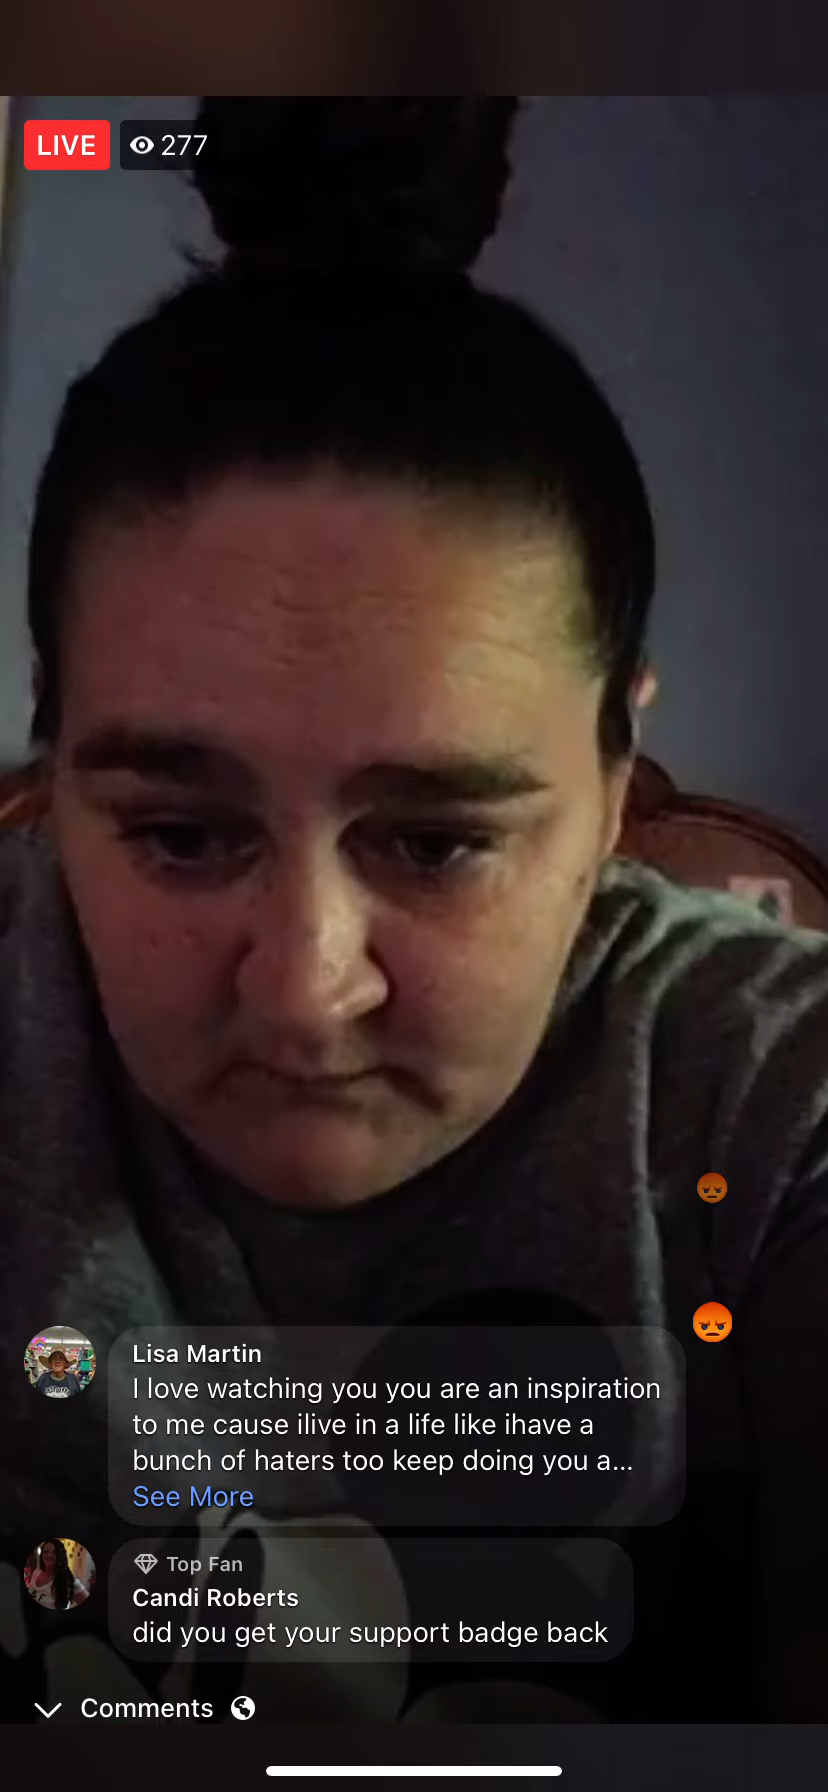 LIVE 277
Lisa Martin
I love watching you you are an inspiration
to me cause ilive in a life like ihave a
bunch of haters too keep doing you a...
See More
Top Fan
Candi Roberts
did you get your support badge back
Comments